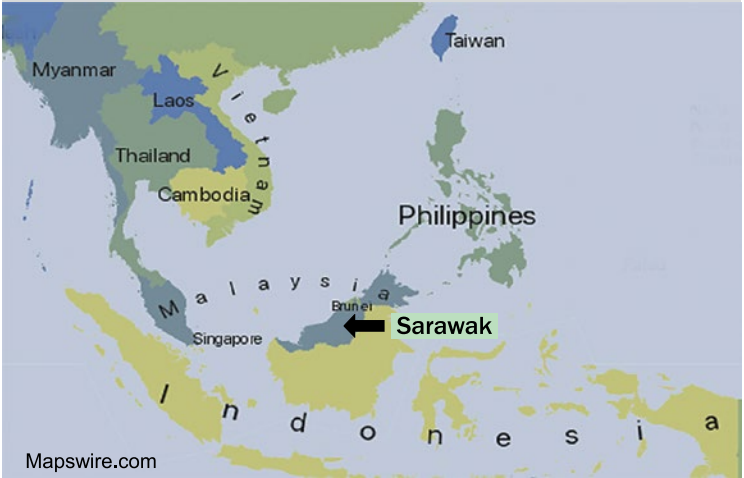 Taiwan
Myanmar
Laos
Vietnam
Thailand
Cambodia
Philippines
Malaysia
Brunei
Singapore
Sarawak
Indonesia
Mapswire.com